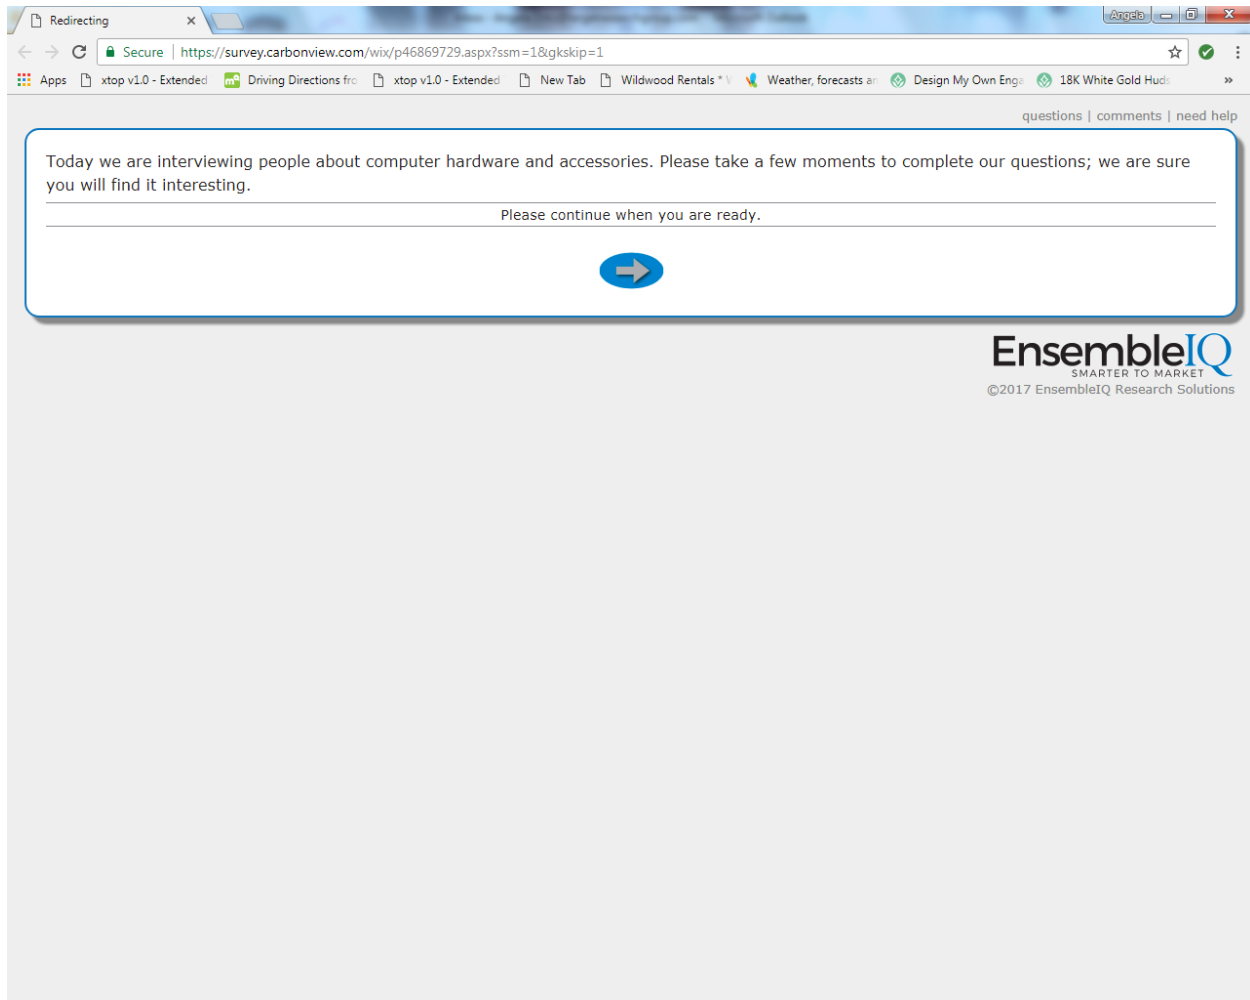 Redirecting
Angela
Secure | https://survey.carbonview.com/wix/p46869729.aspx?ssm=1&gkskip=1
Apps xtop v1.0 - Extended Driving Directions fro xtop v1.0 - Extended New Tab Wildwood Rentals * Weather, forecasts an Design My Own Enga 18K White Gold Huds »
questions | comments | need help
Today we are interviewing people about computer hardware and accessories. Please take a few moments to complete our questions; we are sure
you will find it interesting.
Please continue when you are ready.
EnsembleIQ
SMARTER TO MARKET
©2017 EnsembleIQ Research Solutions